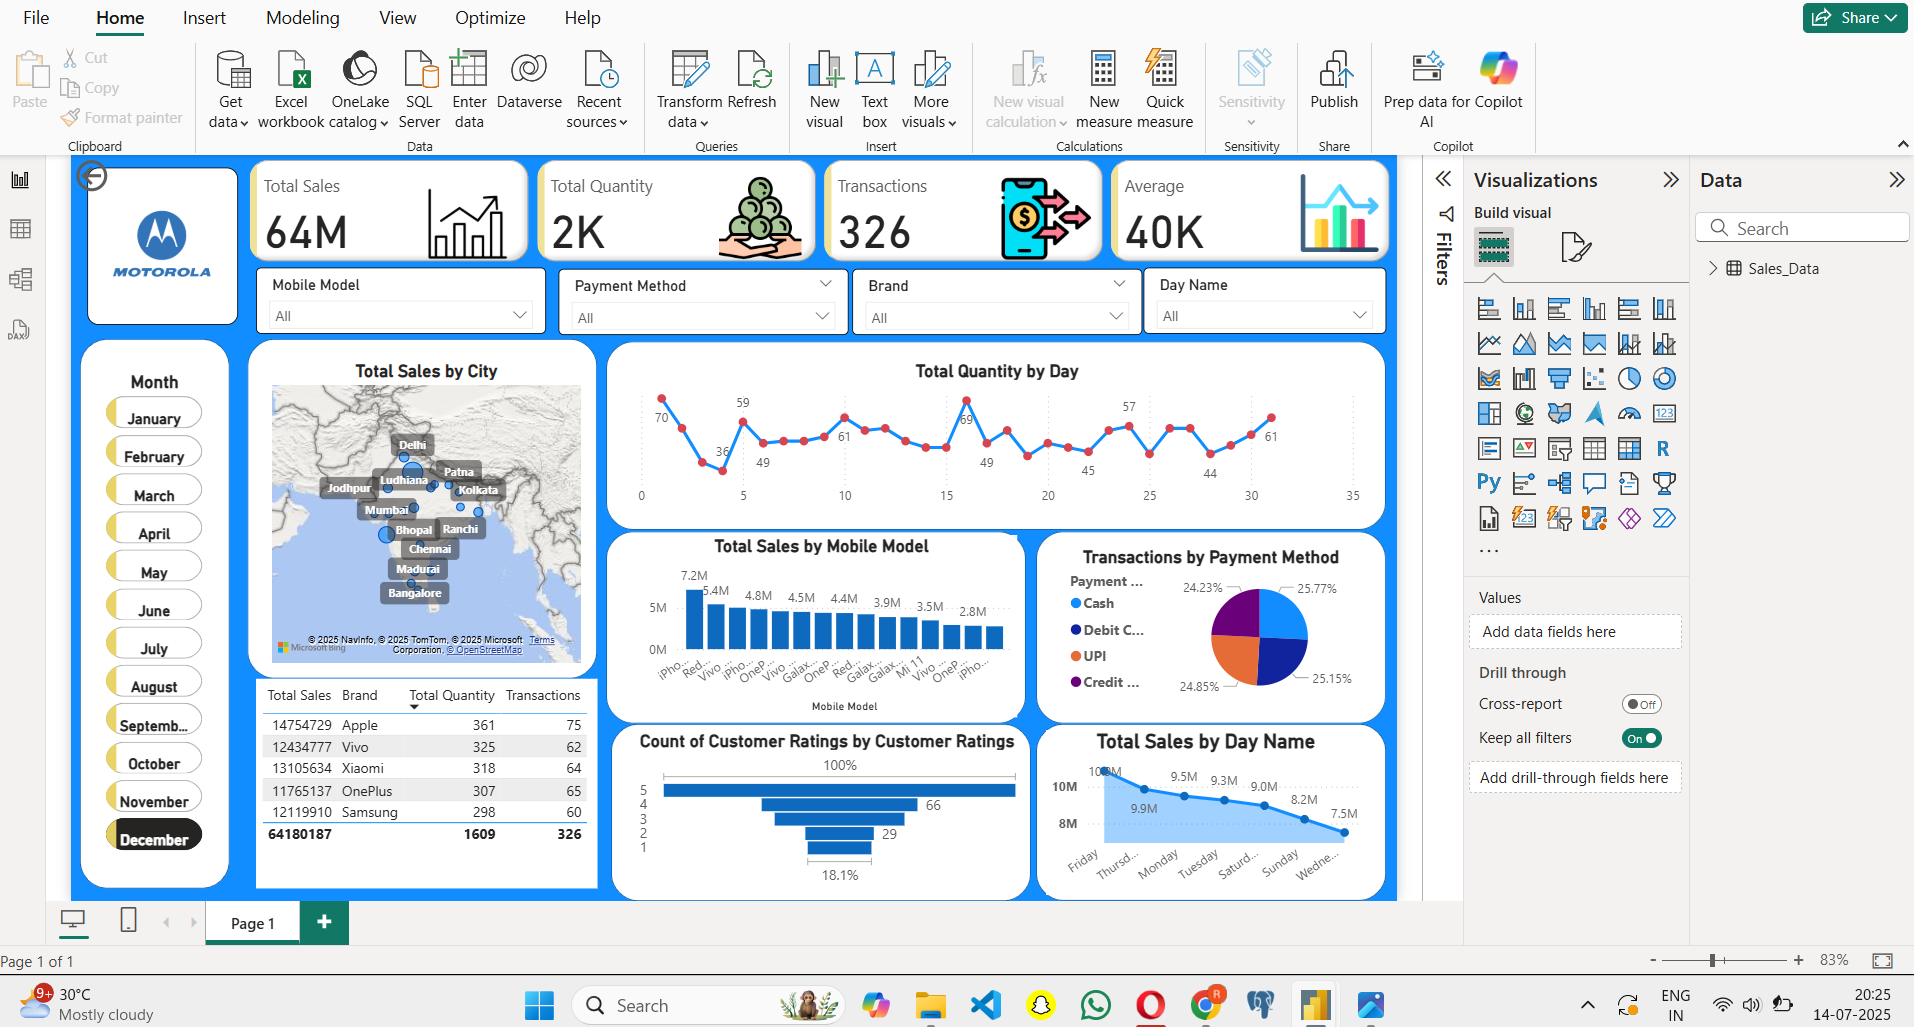 File Home Insert Modeling View Optimize Help Share
Paste
Cut
Copy
Format painter
Clipboard
Get data
Excel workbook
OneLake catalog
SQL Server
Enter data
Dataverse
Recent sources
Data
Transform data
Refresh
Queries
New visual
Text box
More visuals
Insert
New visual calculation
New measure
Quick measure
Calculations
Sensitivity
Sensitivity
Publish
Share
Prep data for AI
Copilot
Copilot
MOTOROLA
Total Sales
64M
Total Quantity
2K
Transactions
326
Average
40K
Mobile Model
All
Payment Method
All
Brand
All
Day Name
All
Month
January
February
March
April
May
June
July
August
Septemb...
October
November
December
Total Sales by City
Delhi
Patna
Ludhiana
Jodhpur
Kolkata
Mumbai
Bhopal
Ranchi
Chennai
Madurai
Bangalore
© 2025 NavInfo, © 2025 TomTom, © 2025 Microsoft Terms
Microsoft Bing
Corporation, © OpenStreetMap
Total Quantity by Day
70 36 59 49 61 69 49 45 57 44 61
0 5 10 15 20 25 30 35
Total Sales Brand Total Quantity Transactions
14754729 Apple 361 75
12434777 Vivo 325 62
13105634 Xiaomi 318 64
11765137 OnePlus 307 65
12119910 Samsung 298 60
64180187 1609 326
Total Sales by Mobile Model
7.2M 5.4M 4.8M 4.5M 4.4M 3.9M 3.5M 2.8M
5M
0M
iPho... Red... Vivo ... iPho... OneP... Vivo ... Galax... OneP... Red... Galax... Galax... Mi 11 Vivo ... OneP... iPho...
Mobile Model
Transactions by Payment Method
Payment ...
Cash
Debit C...
UPI
Credit ...
24.23% 25.77%
24.85% 25.15%
Count of Customer Ratings by Customer Ratings
100%
5
4 66
3
2 29
1
18.1%
Total Sales by Day Name
10M
8M
9.9M 9.5M 9.3M 9.0M 8.2M 7.5M
Friday Thursd... Monday Tuesday Saturd... Sunday Wedne...
Filters
Visualizations
Build visual
123
R
Py
123
...
Values
Add data fields here
Drill through
Cross-report Off
Keep all filters On
Add drill-through fields here
Data
Search
Sales_Data
DAX
Page 1
+
Page 1 of 1
- + 83%
9+
30°C
Mostly cloudy
Search
R
ENG
IN
20:25
14-07-2025